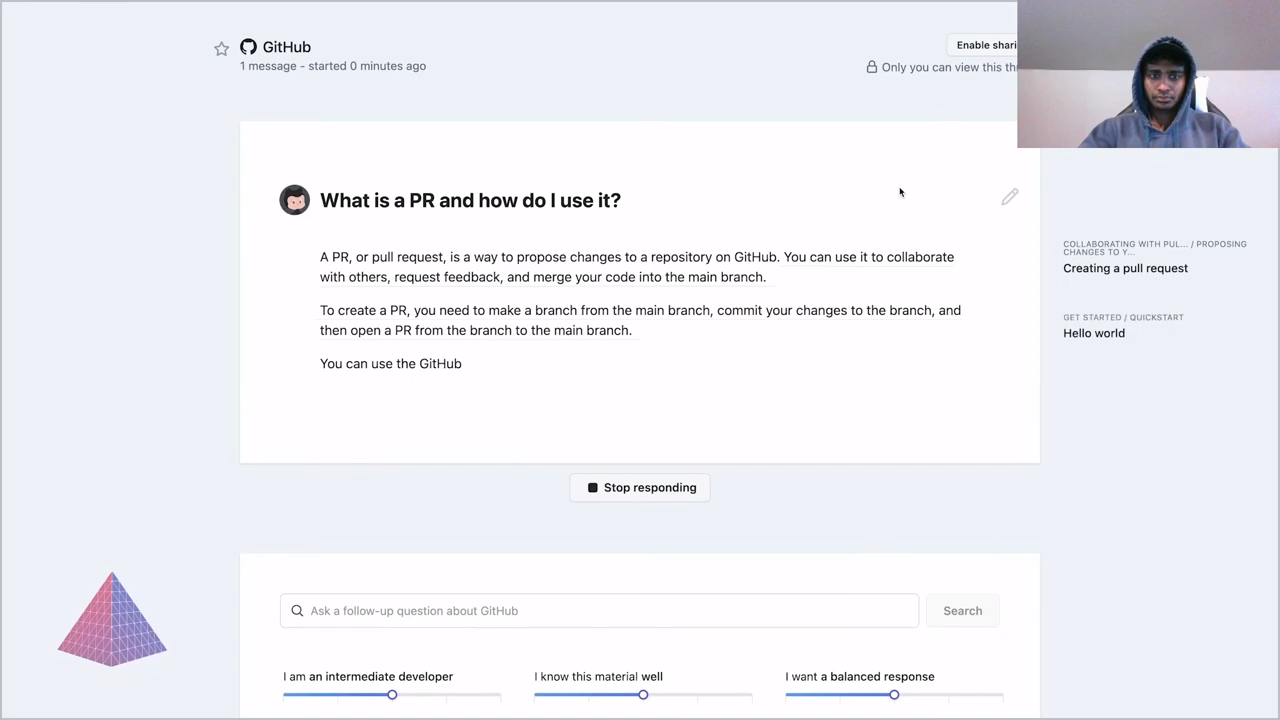 GitHub
1 message - started 0 minutes ago
Enable shari
Only you can view this thr
What is a PR and how do I use it?
A PR, or pull request, is a way to propose changes to a repository on GitHub. You can use it to collaborate
with others, request feedback, and merge your code into the main branch.
To create a PR, you need to make a branch from the main branch, commit your changes to the branch, and
then open a PR from the branch to the main branch.
You can use the GitHub
COLLABORATING WITH PUL... / PROPOSING
CHANGES TO Y...
Creating a pull request
GET STARTED / QUICKSTART
Hello world
Stop responding
Ask a follow-up question about GitHub
Search
I am an intermediate developer
I know this material well
I want a balanced response